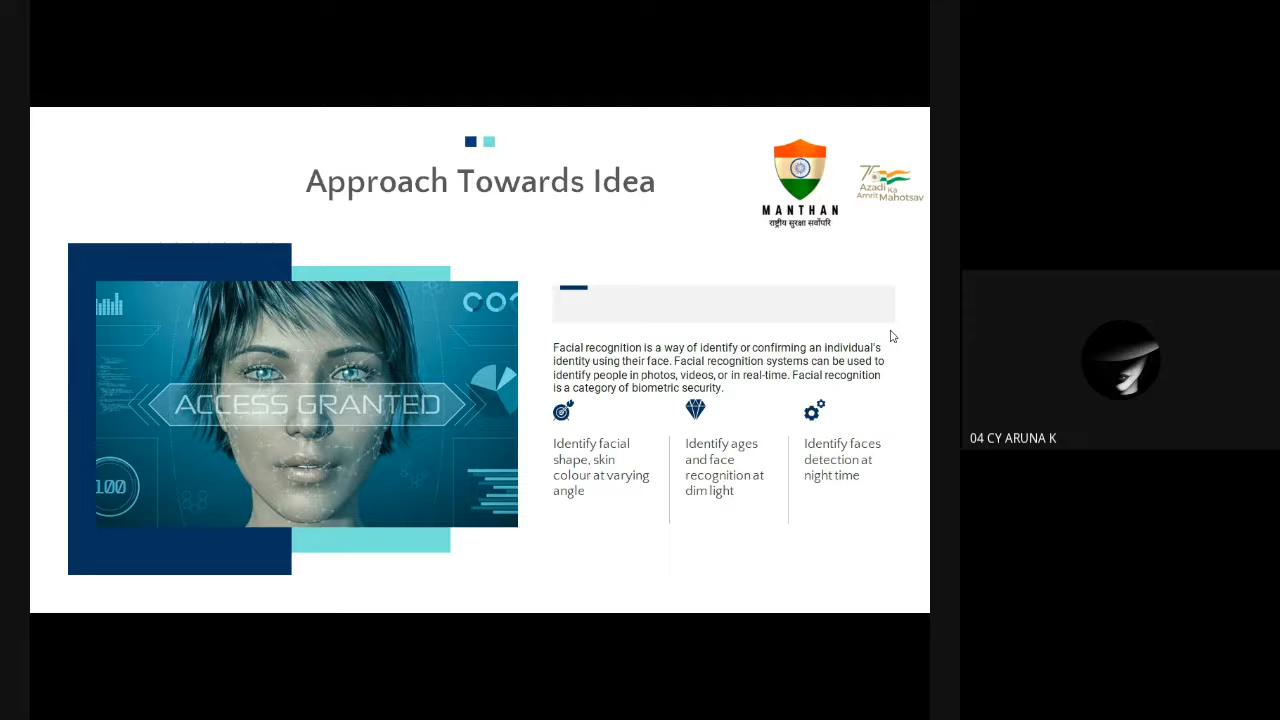 Approach Towards Idea
MANTHAN
राष्ट्रीय सुरक्षा सर्वोपरि
75
Azadi Ka
Amrit Mahotsav
ACCESS GRANTED
100
Facial recognition is a way of identify or confirming an individual's
identity using their face. Facial recognition systems can be used to
identify people in photos, videos, or in real-time. Facial recognition
is a category of biometric security.
Identify facial
shape, skin
colour at varying
angle
Identify ages
and face
recognition at
dim light
Identify faces
detection at
night time
04 CY ARUNA K